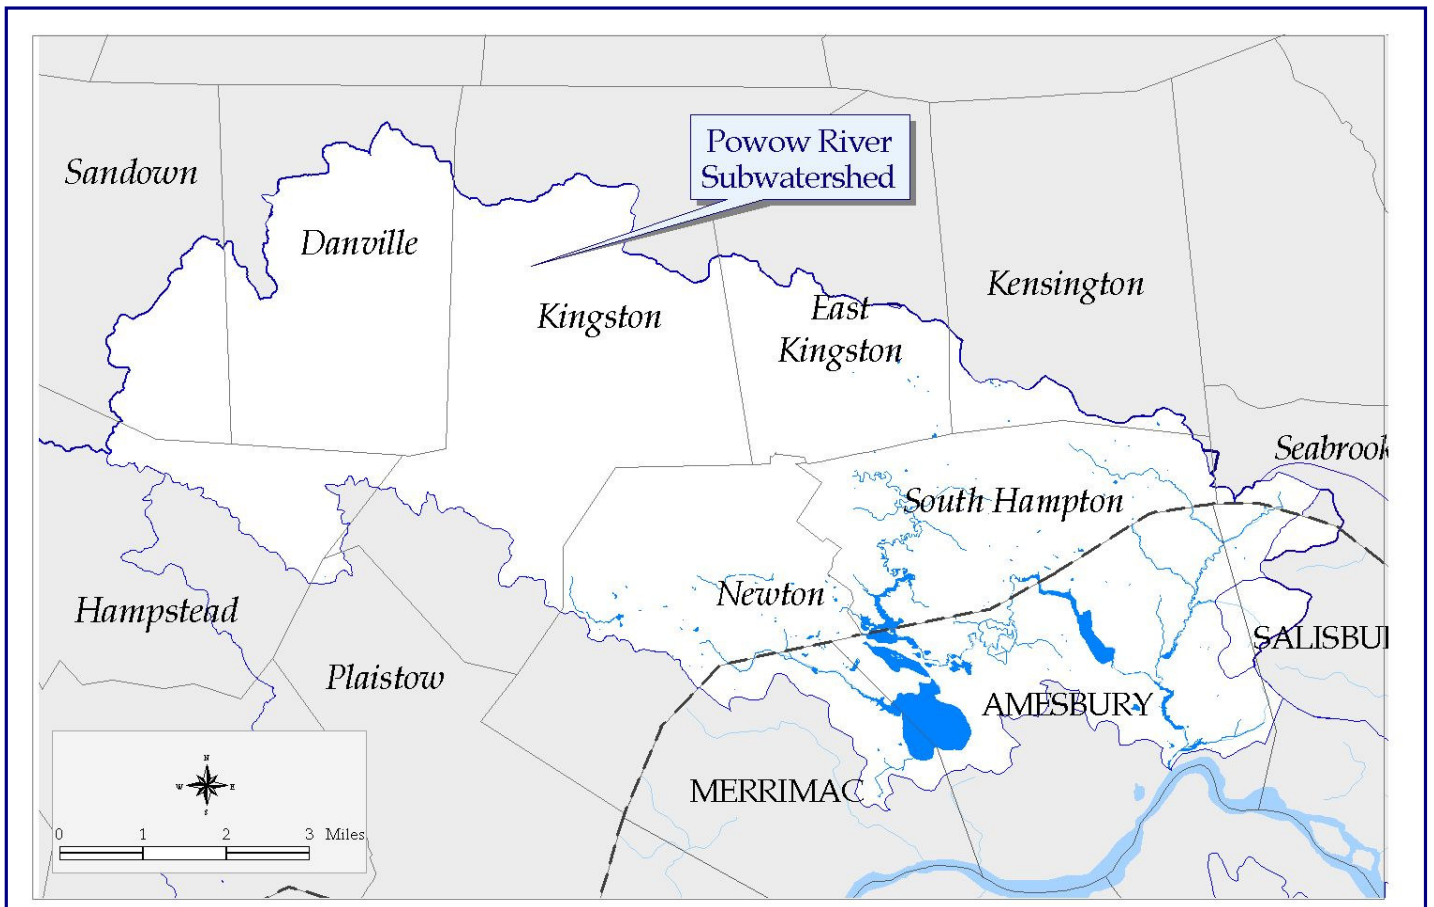 Powow River
Subwatershed
Sandown
Danville
Kensington
Kingston
East
Kingston
Seabrook
South Hampton
Newton
Hampstead
SALISBU
Plaistow
AMESBURY
MERRIMAC
N
W E
S
0 1 2 3 Miles